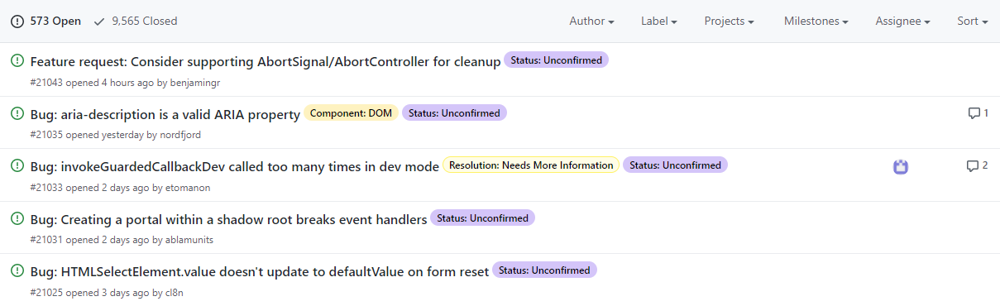 573 Open 9,565 Closed Author Label Projects Milestones Assignee Sort
Feature request: Consider supporting AbortSignal/AbortController for cleanup Status: Unconfirmed
#21043 opened 4 hours ago by benjamingr
Bug: aria-description is a valid ARIA property Component: DOM Status: Unconfirmed 1
#21035 opened yesterday by nordfjord
Bug: invokeGuardedCallbackDev called too many times in dev mode Resolution: Needs More Information Status: Unconfirmed 2
#21033 opened 2 days ago by etomanon
Bug: Creating a portal within a shadow root breaks event handlers Status: Unconfirmed
#21031 opened 2 days ago by ablamunits
Bug: HTMLSelectElement.value doesn't update to defaultValue on form reset Status: Unconfirmed
#21025 opened 3 days ago by cl8n